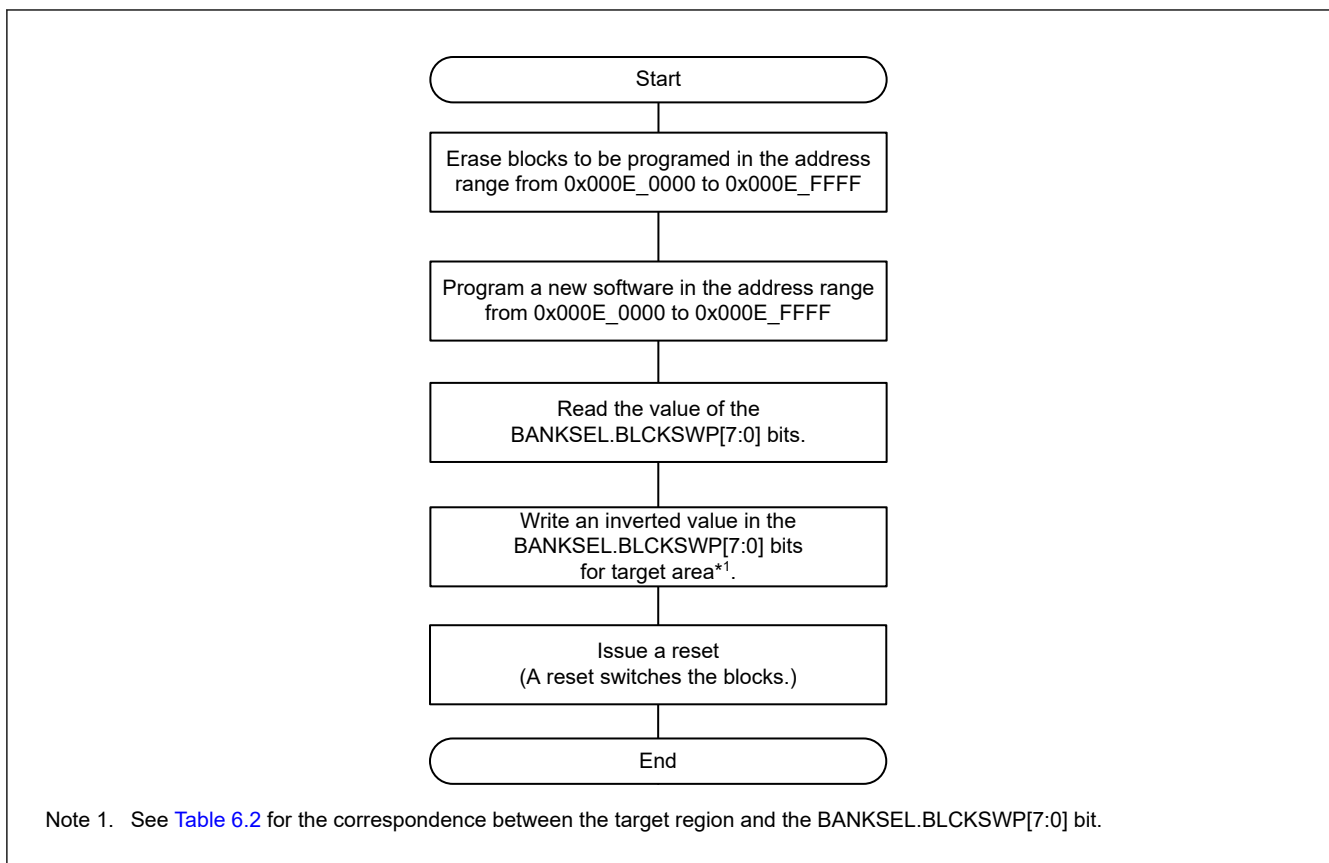 Start
Erase blocks to be programed in the address
range from 0x000E_0000 to 0x000E_FFFF
Program a new software in the address range
from 0x000E_0000 to 0x000E_FFFF
Read the value of the
BANKSEL.BLCKSWP[7:0] bits.
Write an inverted value in the
BANKSEL.BLCKSWP[7:0] bits
for target area*1.
Issue a reset
(A reset switches the blocks.)
End
Note 1. See Table 6.2 for the correspondence between the target region and the BANKSEL.BLCKSWP[7:0] bit.